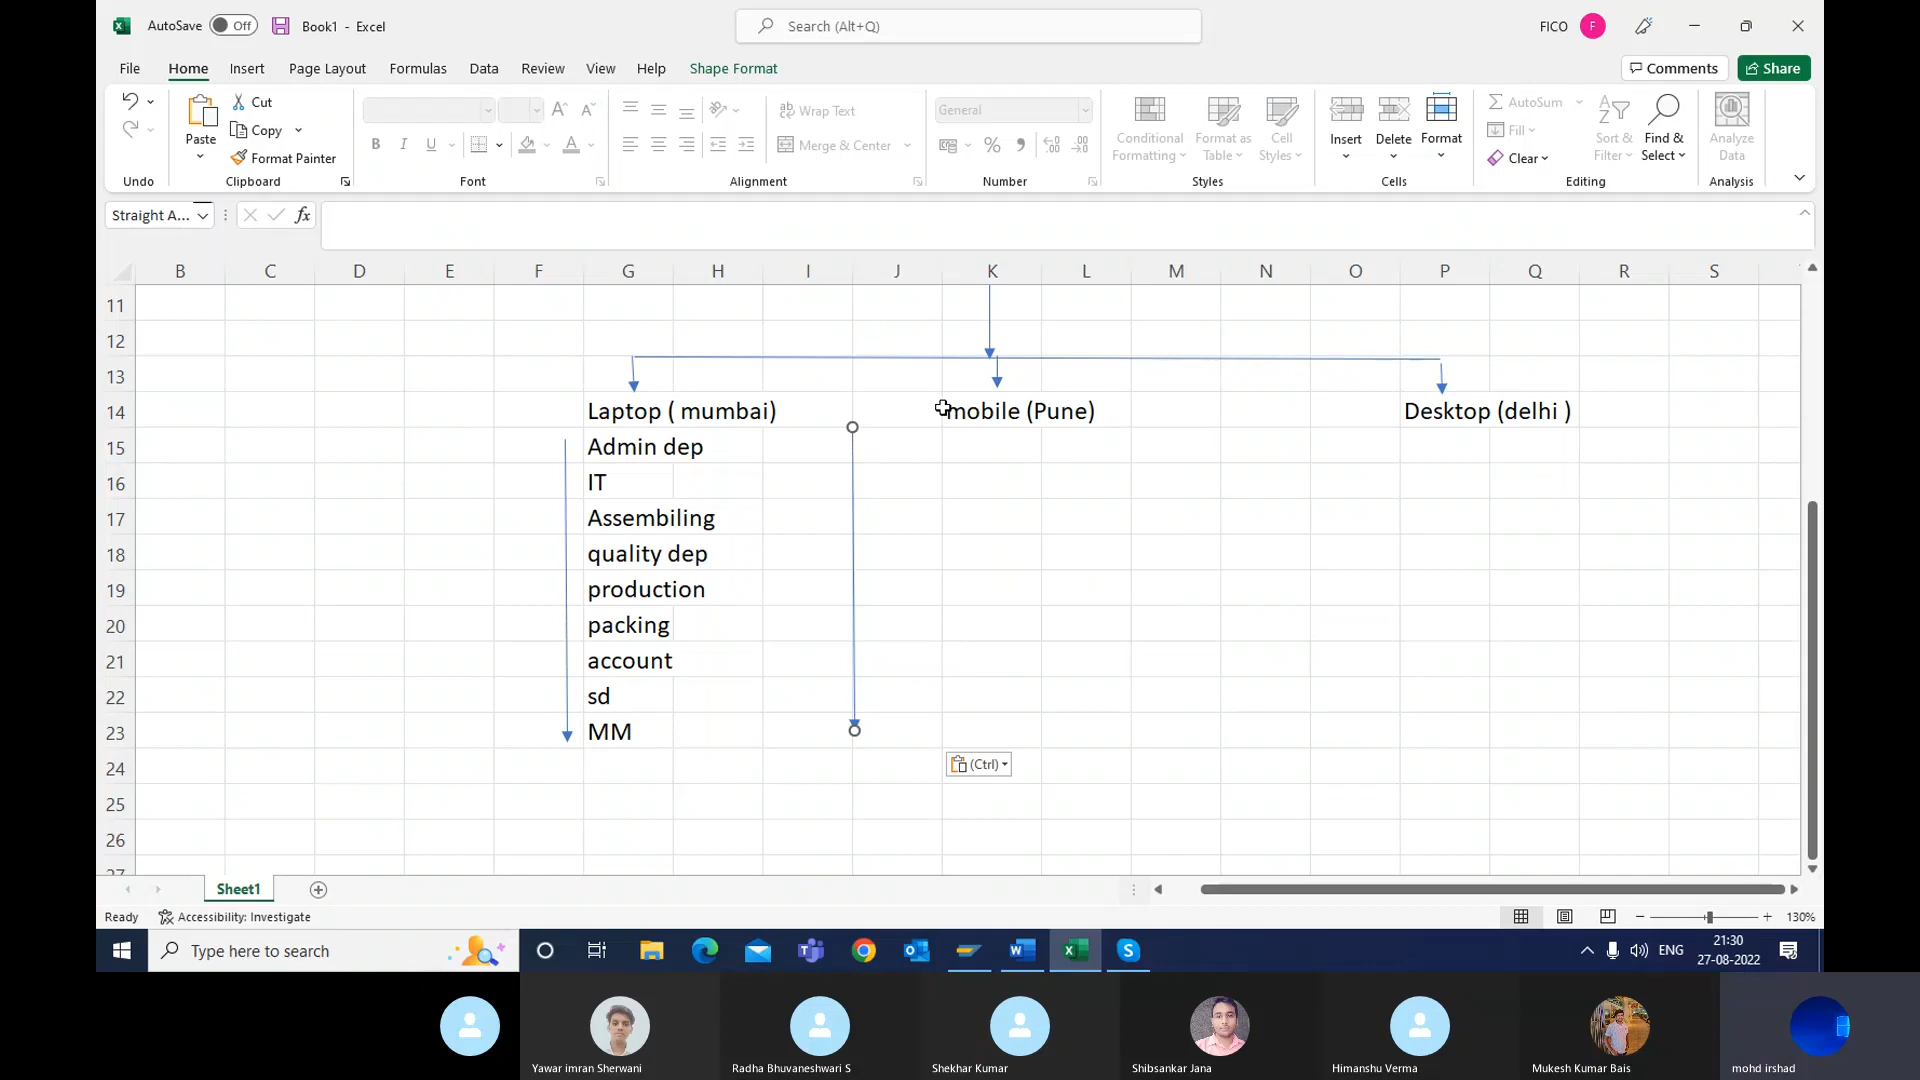 AutoSave Off Book1 - Excel Search (Alt+Q) FICO F
File Home Insert Page Layout Formulas Data Review View Help Shape Format Comments Share
Cut
Copy
Format Painter
Paste
Wrap Text
Merge & Center
General
Conditional Formatting
Format as Table
Cell Styles
Insert Delete Format
AutoSum
Fill
Clear
Sort & Filter
Find & Select
Analyze Data
Undo Clipboard Font Alignment Number Styles Cells Editing Analysis
Straight A... fx
B C D E F G H I J K L M N O P Q R S
11
12
13
14 Laptop ( mumbai) mobile (Pune) Desktop (delhi )
15 Admin dep
16 IT
17 Assembiling
18 quality dep
19 production
20 packing
21 account
22 sd
23 MM
24 (Ctrl)
25
26
27
Sheet1
Ready Accessibility: Investigate 130%
Type here to search ENG 21:30
27-08-2022
Yawar imran Sherwani Radha Bhuvaneshwari S Shekhar Kumar Shibsankar Jana Himanshu Verma Mukesh Kumar Bais mohd irshad